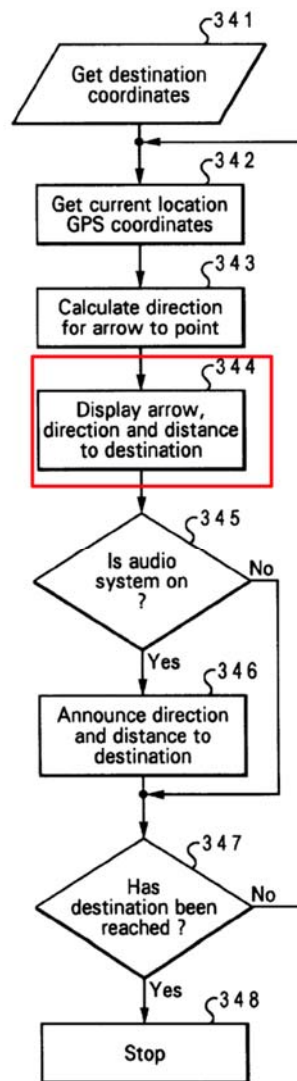 341
Get destination
coordinates
342
Get current location
GPS coordinates
343
Calculate direction
for arrow to point
344
Display arrow,
direction and distance
to destination
345
Is audio
system on
?
No
Yes
346
Announce direction
and distance to
destination
347
Has
destination been
reached ?
No
Yes
348
Stop